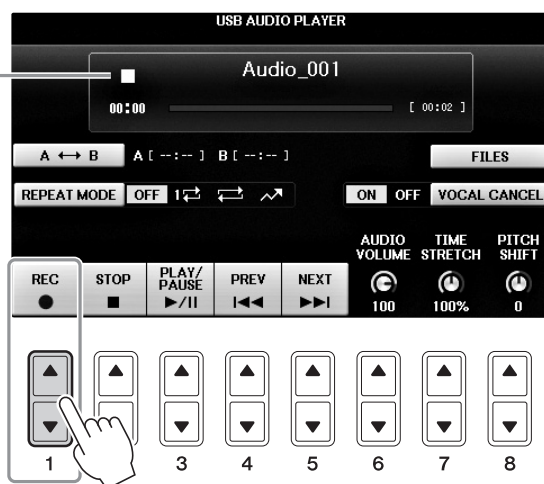 USB AUDIO PLAYER
Audio_001
00:00 [ 00:02 ]
A ↔ B A [ --:-- ] B [ --:-- ] FILES
REPEAT MODE OFF 1 ON OFF VOCAL CANCEL
AUDIO VOLUME TIME STRETCH PITCH SHIFT
REC STOP PLAY/PAUSE PREV NEXT
100 100% 0
1 3 4 5 6 7 8